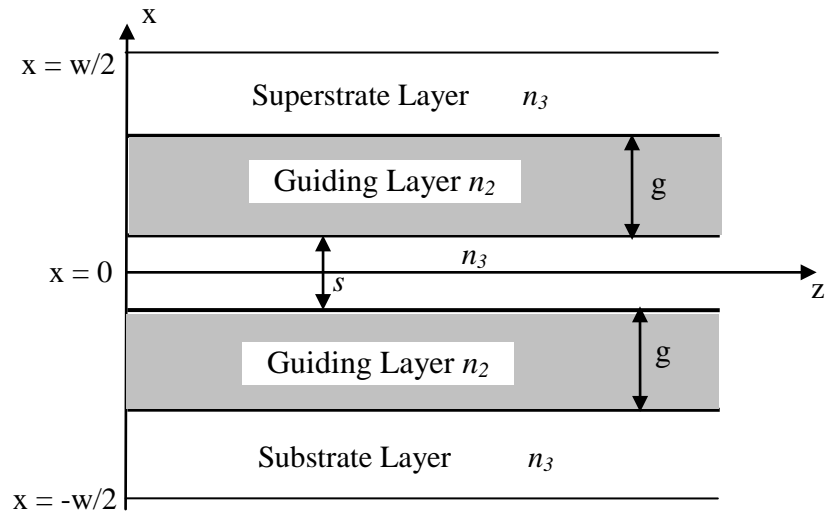 x
x = w/2
Superstrate Layer n3
Guiding Layer n2
g
n3
x = 0
s
z
Guiding Layer n2
g
Substrate Layer n3
x = -w/2